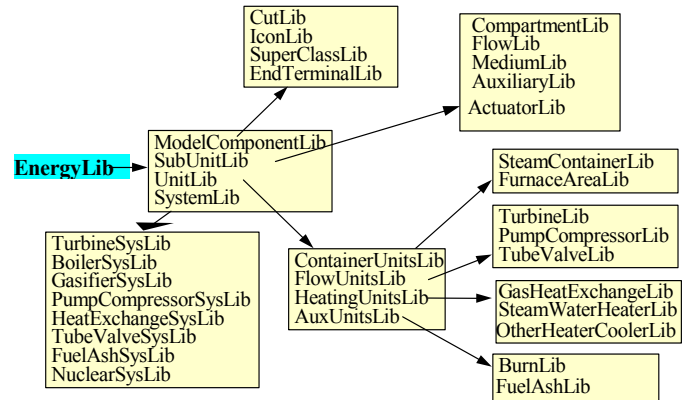 CutLib
IconLib
SuperClassLib
EndTerminalLib
CompartmentLib
FlowLib
MediumLib
AuxiliaryLib
ActuatorLib
EnergyLib
ModelComponentLib
SubUnitLib
UnitLib
SystemLib
SteamContainerLib
FurnaceAreaLib
TurbineLib
PumpCompressorLib
TubeValveLib
TurbineSysLib
BoilerSysLib
GasifierSysLib
PumpCompressorSysLib
HeatExchangeSysLib
TubeValveSysLib
FuelAshSysLib
NuclearSysLib
ContainerUnitsLib
FlowUnitsLib
HeatingUnitsLib
AuxUnitsLib
GasHeatExchangeLib
SteamWaterHeaterLib
OtherHeaterCoolerLib
BurnLib
FuelAshLib